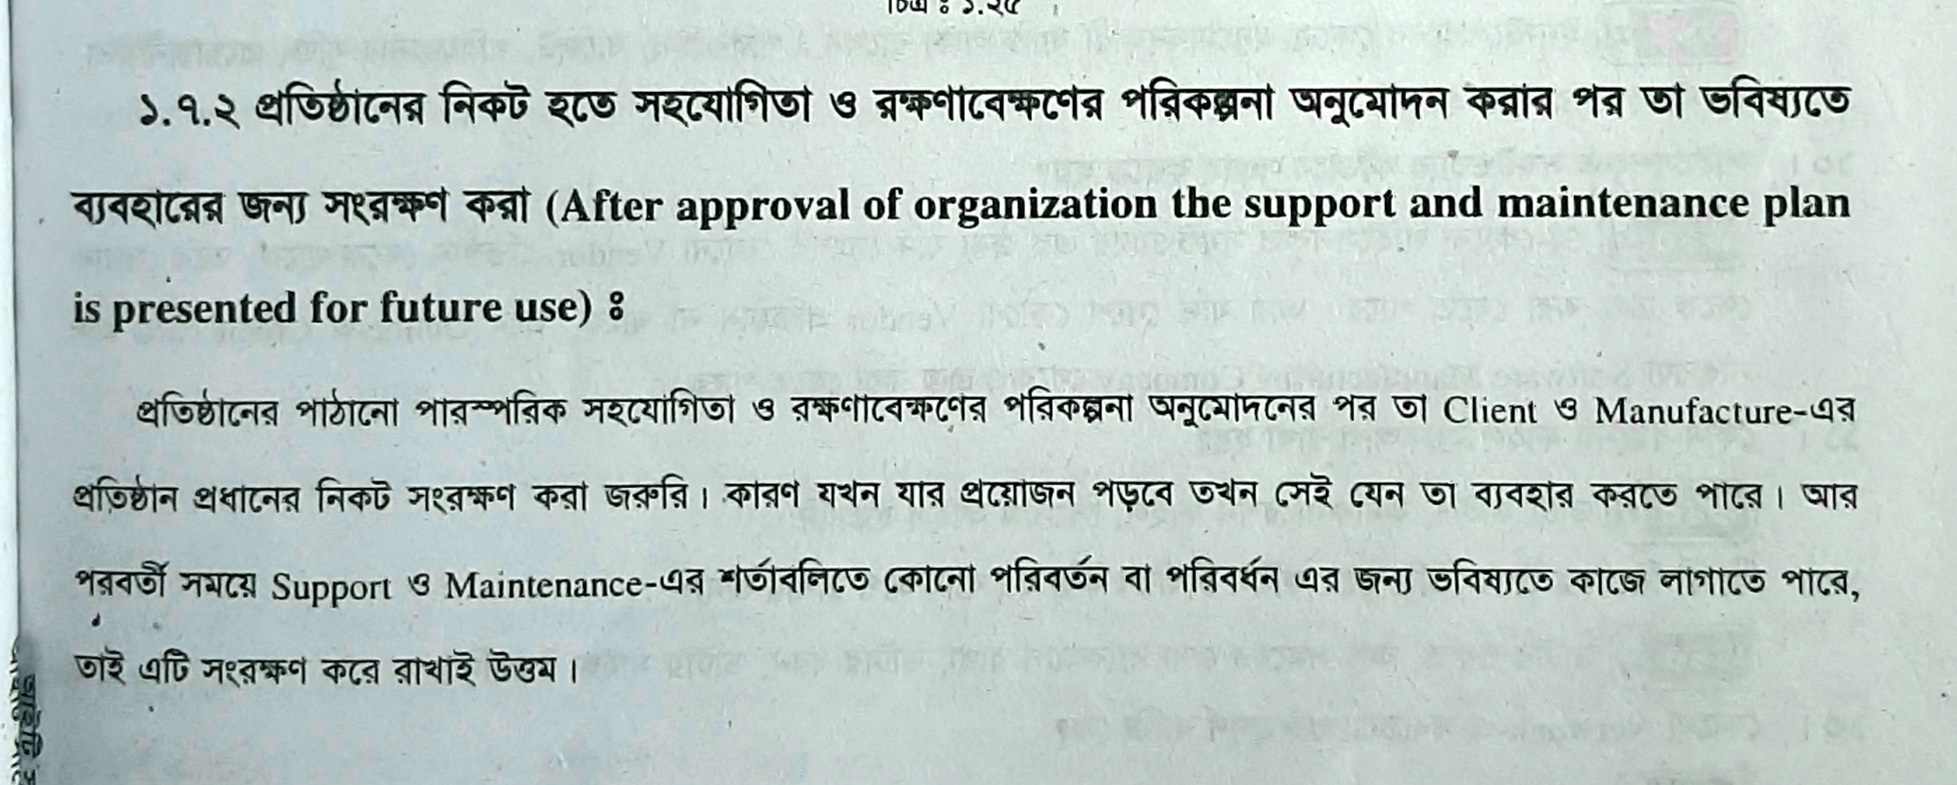 চিত্র ঃ ১.২৫
১.৭.২ প্রতিষ্ঠানের নিকট হতে সহযোগিতা ও রক্ষণাবেক্ষণের পরিকল্পনা অনুমোদন করার পর তা ভবিষ্যতে
ব্যবহারের জন্য সংরক্ষণ করা (After approval of organization the support and maintenance plan
is presented for future use) ঃ
প্রতিষ্ঠানের পাঠানো পারস্পরিক সহযোগিতা ও রক্ষণাবেক্ষণের পরিকল্পনা অনুমোদনের পর তা Client ও Manufacture-এর
প্রতিষ্ঠান প্রধানের নিকট সংরক্ষণ করা জরুরি। কারণ যখন যার প্রয়োজন পড়বে তখন সেই যেন তা ব্যবহার করতে পারে। আর
পরবর্তী সময়ে Support ও Maintenance-এর শর্তাবলিতে কোনো পরিবর্তন বা পরিবর্ধন এর জন্য ভবিষ্যতে কাজে লাগাতে পারে,
তাই এটি সংরক্ষণ করে রাখাই উত্তম।